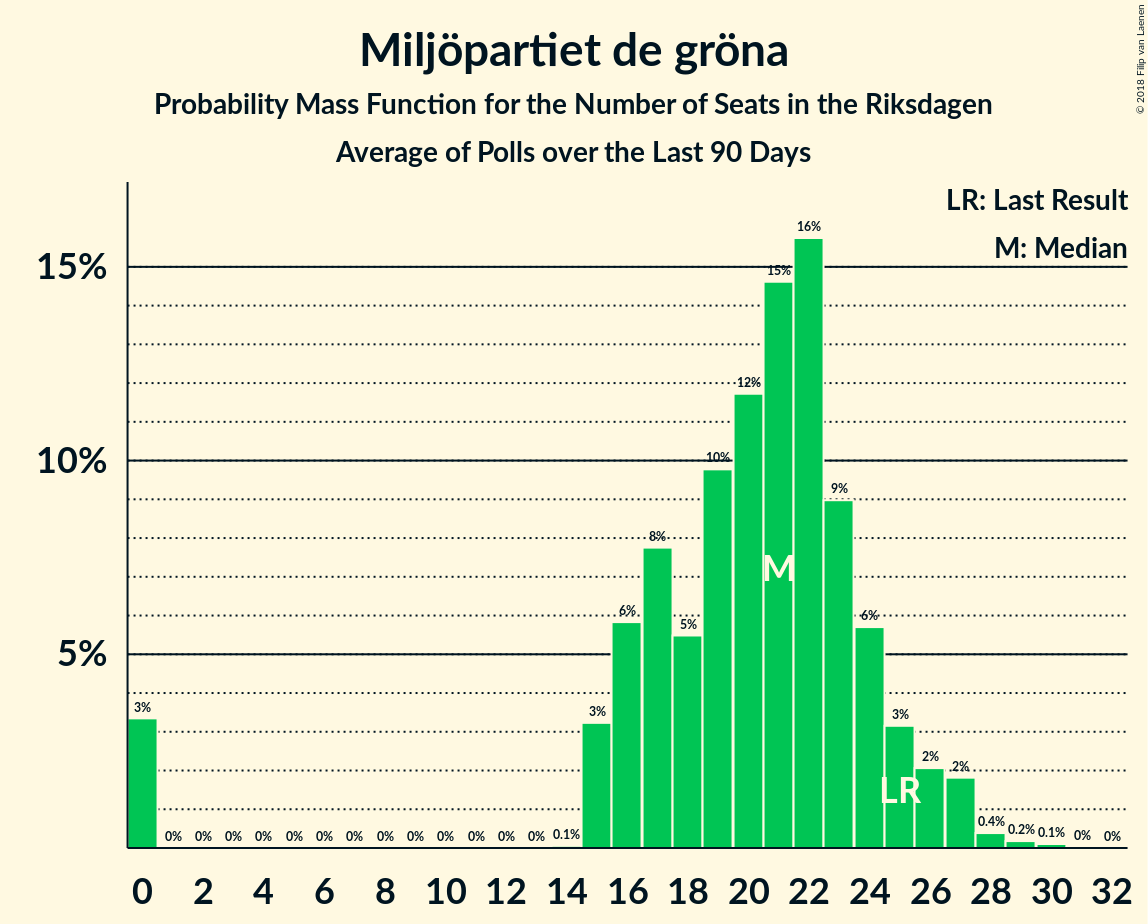 Miljöpartiet de gröna
Probability Mass Function for the Number of Seats in the Riksdagen
Average of Polls over the Last 90 Days
© 2018 Filip van Laenen
LR: Last Result
M: Median
15%
10%
5%
3% 0% 0% 0% 0% 0% 0% 0% 0% 0% 0% 0% 0% 0% 0.1% 3% 6% 8% 5% 10% 12% 15% 16% 9% 6% 3% 2% 2% 0.4% 0.2% 0.1% 0% 0%
M
LR
0 2 4 6 8 10 12 14 16 18 20 22 24 26 28 30 32